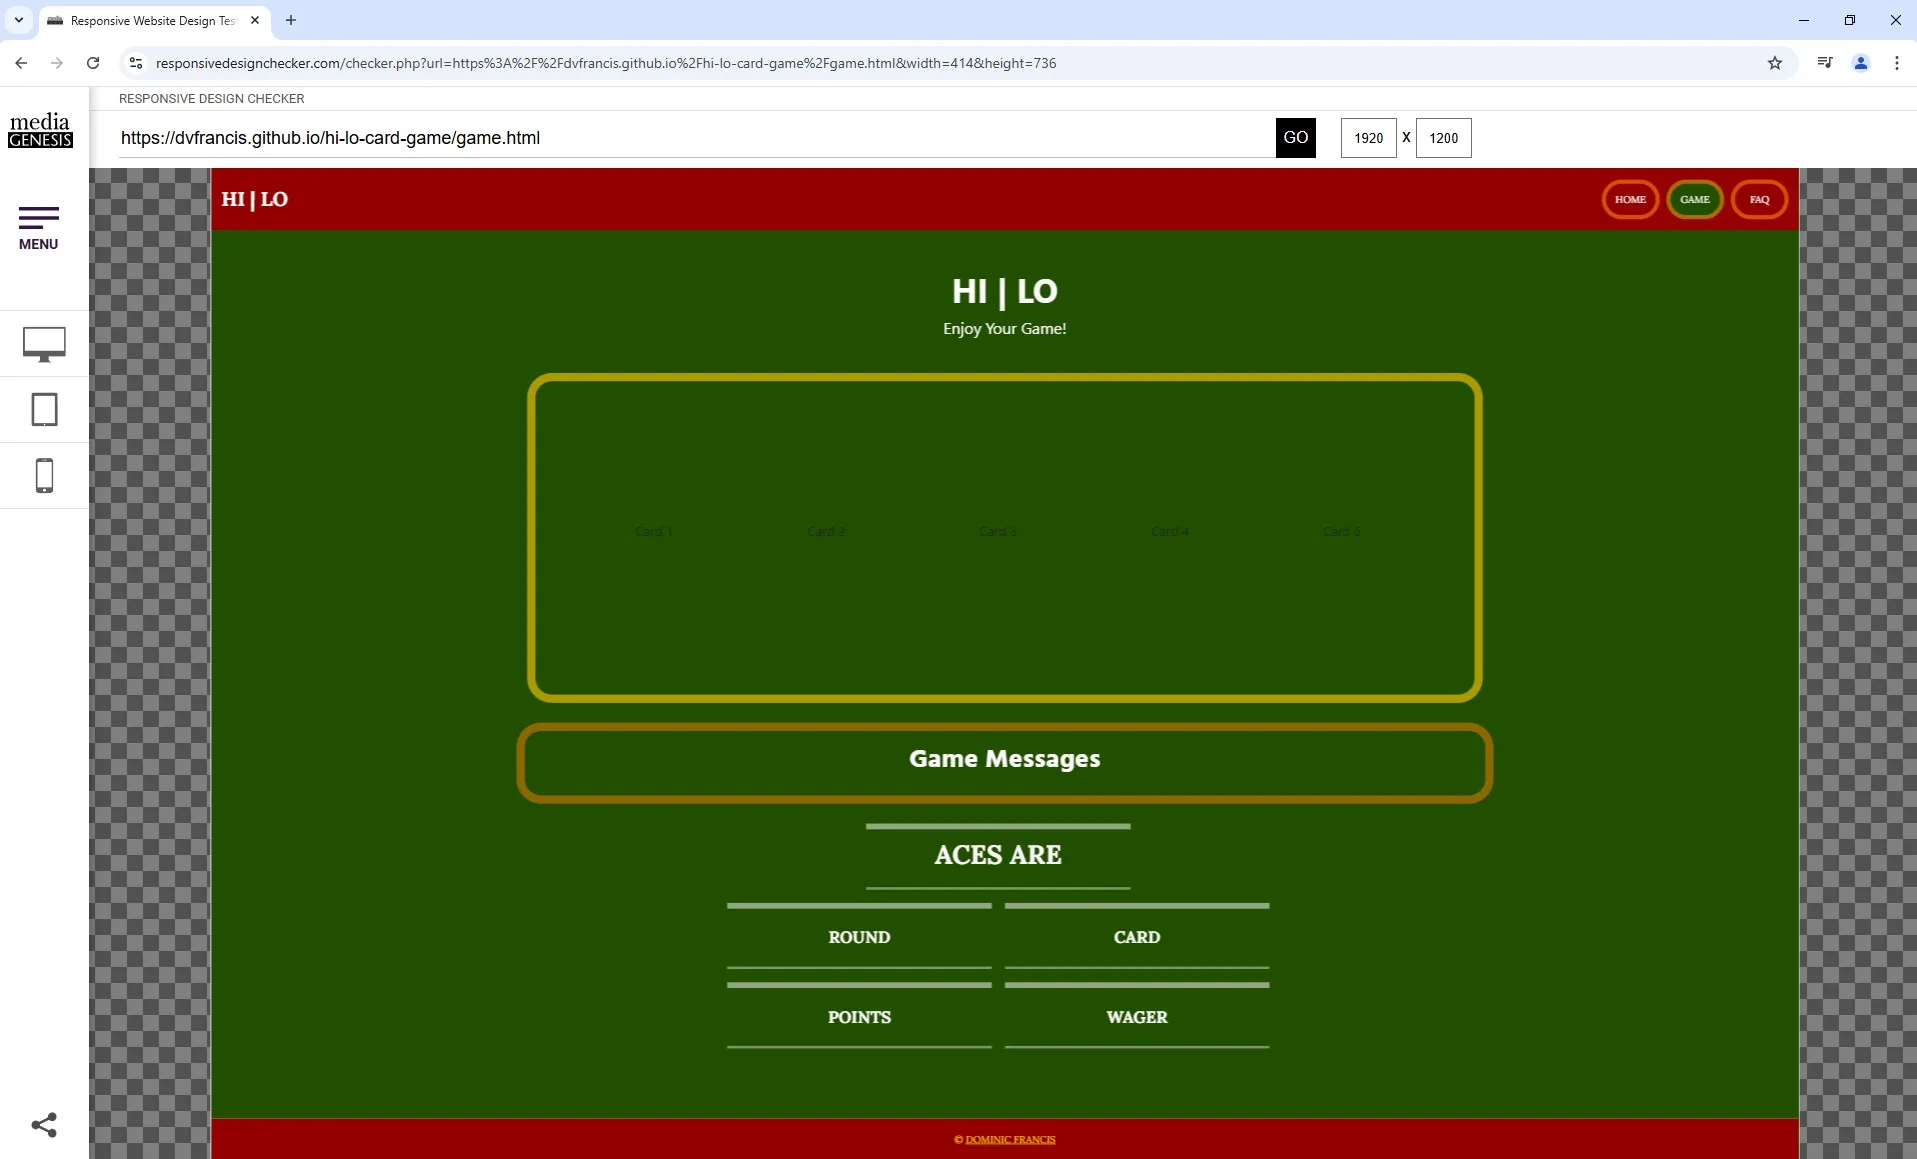 Responsive Website Design Tes
responsivedesignchecker.com/checker.php?url=https%3A%2F%2Fdvfrancis.github.io%2Fhi-lo-card-game%2Fgame.html&width=414&height=736
RESPONSIVE DESIGN CHECKER
media
GENESIS
https://dvfrancis.github.io/hi-lo-card-game/game.html
GO
1920 X 1200
MENU
HI | LO
HOME
GAME
FAQ
HI | LO
Enjoy Your Game!
Card 1 Card 2 Card 3 Card 4 Card 5
Game Messages
ACES ARE
ROUND CARD
POINTS WAGER
© DOMINIC FRANCIS